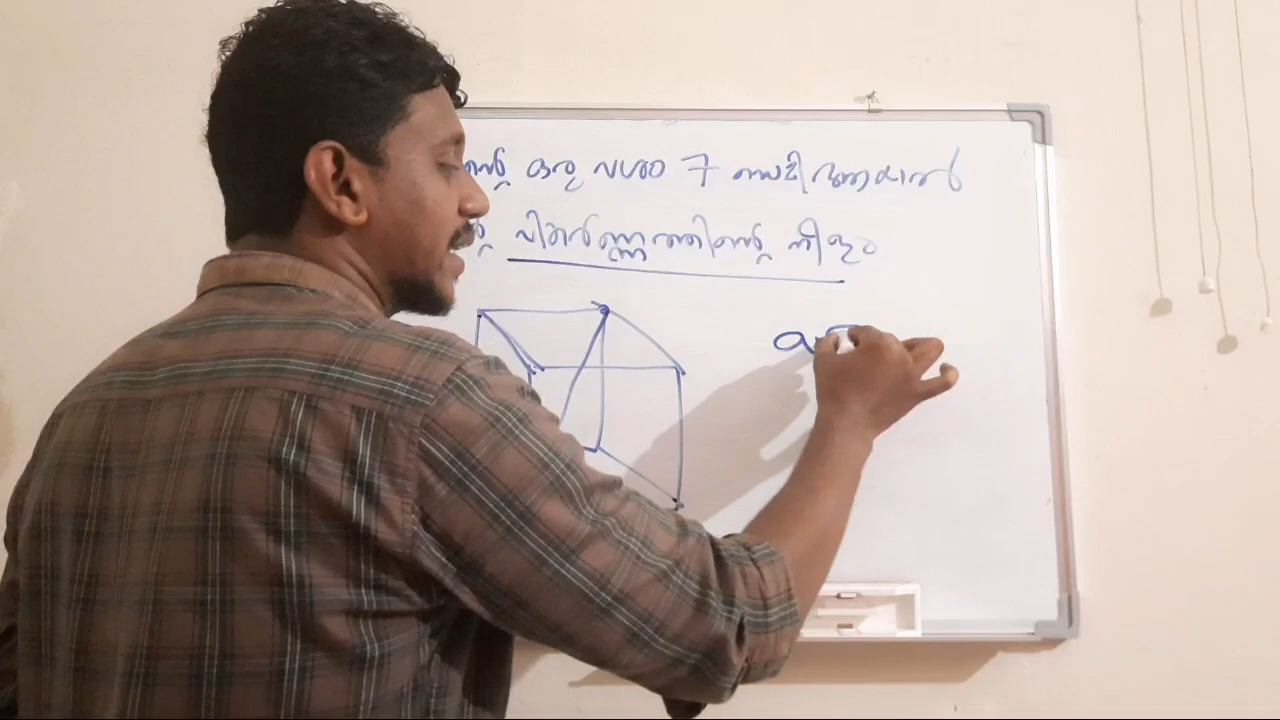 ന്റെ ഒരു വശം 7 സെമി ആയാൽ
ന്റെ വികർണ്ണത്തിന്റെ നീളം
a√